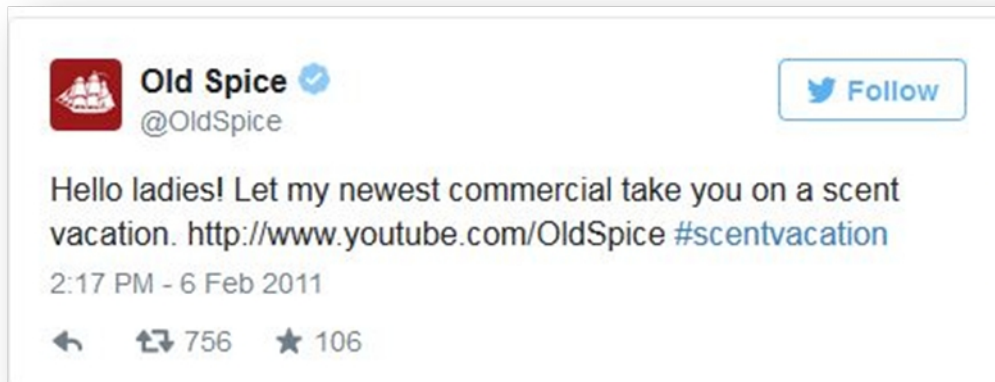 Old Spice
@OldSpice
Follow
Hello ladies! Let my newest commercial take you on a scent
vacation. http://www.youtube.com/OldSpice #scentvacation
2:17 PM - 6 Feb 2011
756 106